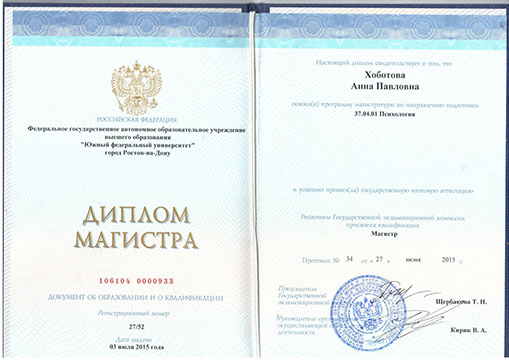 РОССИЙСКАЯ ФЕДЕРАЦИЯ
Федеральное государственное автономное образовательное учреждение
высшего образования
"Южный федеральный университет"
город Ростов-на-Дону
ДИПЛОМ
МАГИСТРА
106104 0000933
ДОКУМЕНТ ОБ ОБРАЗОВАНИИ И О КВАЛИФИКАЦИИ
Регистрационный номер
27/52
Дата выдачи
03 июля 2015 года
Настоящий диплом свидетельствует о том, что
Хоботова
Анна Павловна
освоил(а) программу магистратуры по направлению подготовки
37.04.01 Психология
и успешно прошел(ла) государственную итоговую аттестацию
Решением Государственной экзаменационной комиссии
присвоена квалификация
Магистр
Протокол № 34 от « 27 » июня 2015 г.
Председатель
Государственной
экзаменационной
Щербакова Т. Н.
Руководитель
осуществляющей
деятельность
Кирик В. А.